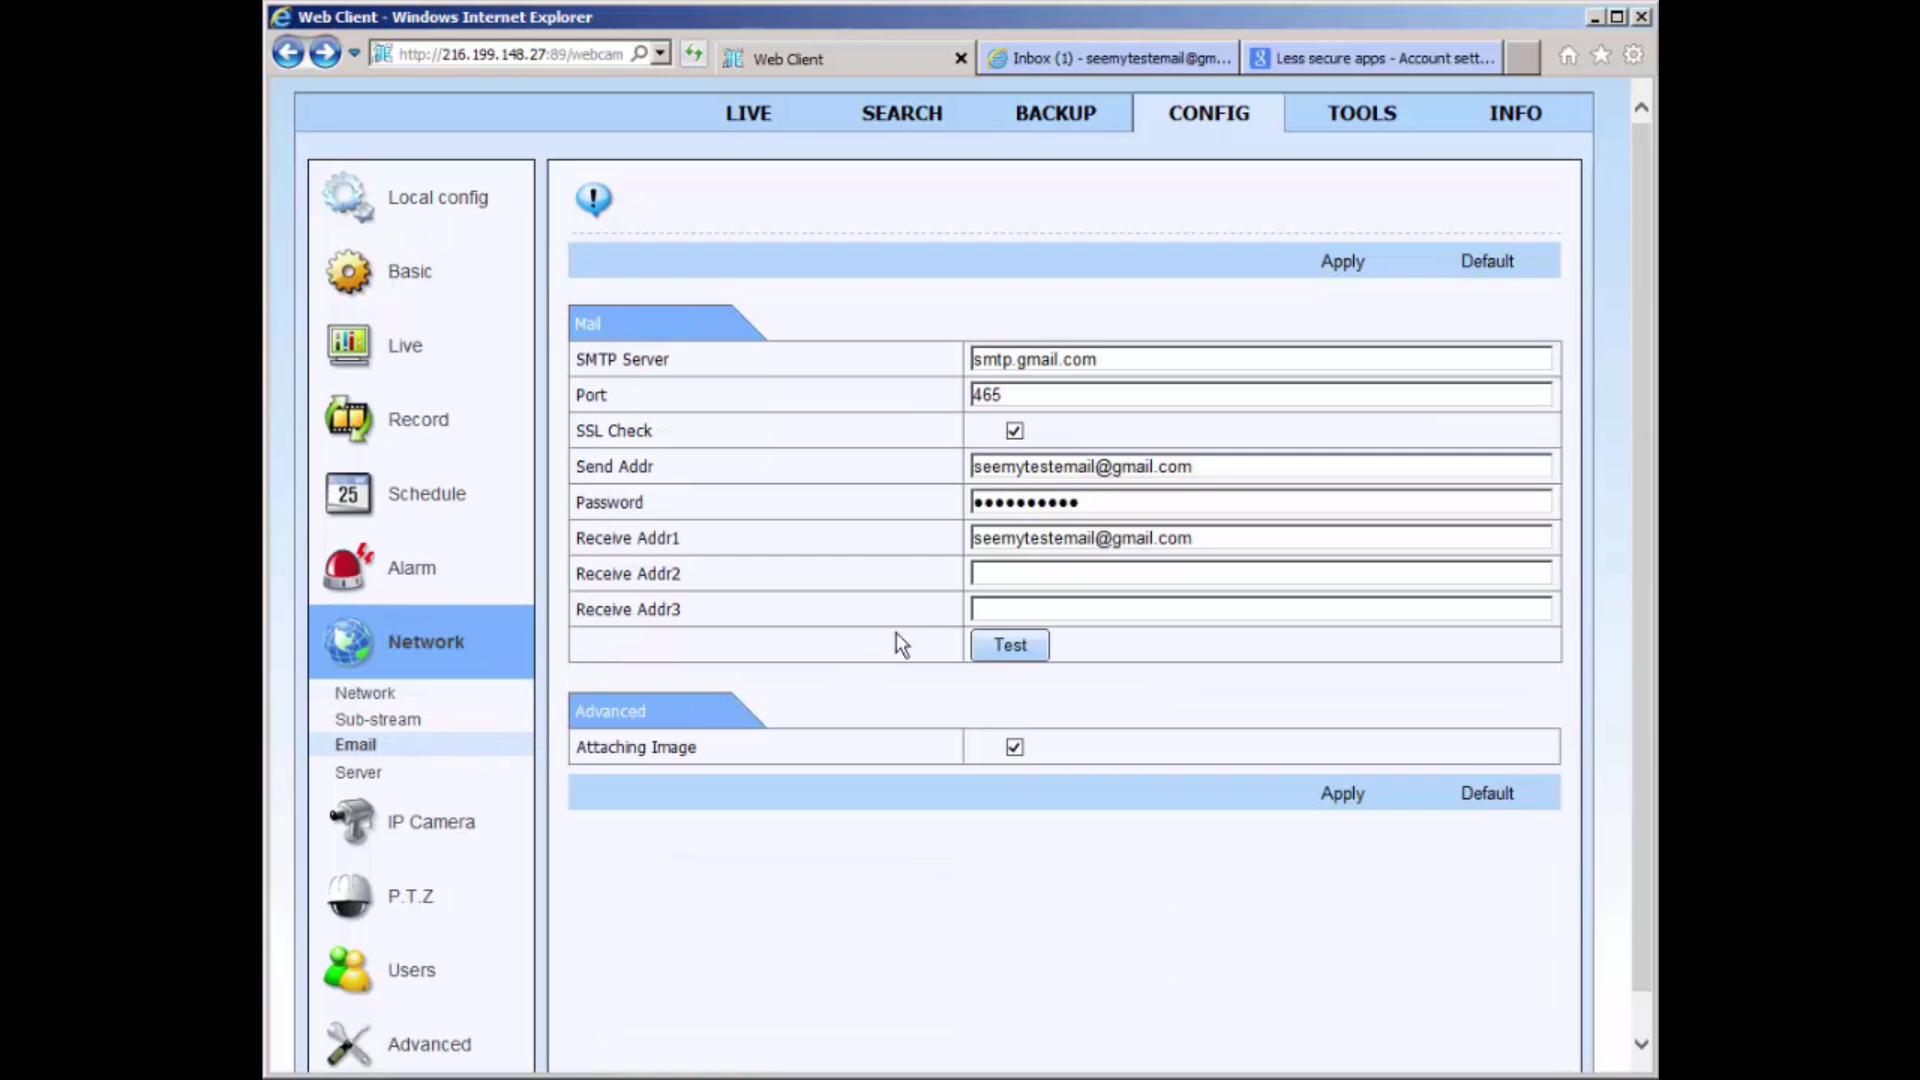 Web Client - Windows Internet Explorer
http://216.199.148.27:89/webcam
Web Client
Inbox (1) - seemytestemail@gm...
Less secure apps - Account sett...
LIVE SEARCH BACKUP CONFIG TOOLS INFO
Local config
Basic
Live
Record
25
Schedule
Alarm
Network
Network
Sub-stream
Email
Server
IP Camera
P.T.Z
Users
Advanced
!
Apply Default
Mail
SMTP Server smtp.gmail.com
Port 465
SSL Check
Send Addr seemytestemail@gmail.com
Password ●●●●●●●●●●
Receive Addr1 seemytestemail@gmail.com
Receive Addr2
Receive Addr3
Test
Advanced
Attaching Image
Apply Default